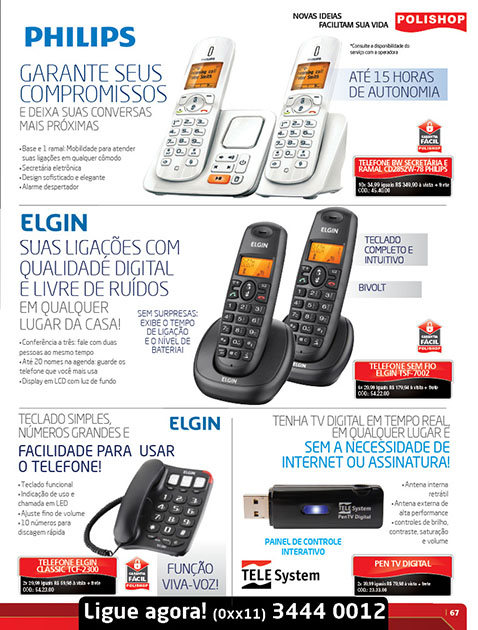 NOVAS IDEIAS
FACILITAM SUA VIDA
POLISHOP
PHILIPS
*Consulte a disponibilidade do
serviço com a operadora
GARANTE SEUS
COMPROMISSOS
E DEIXA SUAS CONVERSAS
MAIS PRÓXIMAS
• Base e 1 ramal: Mobilidade para atender
suas ligações em qualquer cômodo
• Secretária eletrônica
• Design sofisticado e elegante
• Alarme despertador
PHILIPS
ATÉ 15 HORAS
DE AUTONOMIA
GARANTIA
FÁCIL
POLISHOP
TELEFONE BW SECRETÁRIA E
RAMAL CD2852W-78 PHILIPS
10x 34,99 iguais R$ 349,90 à vista + frete
CÓD.: 45.40.00
ELGIN
SUAS LIGAÇÕES COM
QUALIDADE DIGITAL
E LIVRE DE RUÍDOS
EM QUALQUER
LUGAR DA CASA!
• Conferência a três: fale com duas
pessoas ao mesmo tempo
• Até 20 nomes na agenda: guarde os
telefone que você mais usa
• Display em LCD com luz de fundo
SEM SURPRESAS:
EXIBE O TEMPO
DE LIGAÇÃO
E O NÍVEL DE
BATERIA!
ELGIN
ELGIN
ELGIN
TECLADO
COMPLETO E
INTUITIVO
BIVOLT
GARANTIA
FÁCIL
POLISHOP
TELEFONE SEM FIO
ELGIN TSF-7002
6x 29,99 iguais R$ 179,94 à vista + frete
CÓD.: 54.22.00
TECLADO SIMPLES,
NÚMEROS GRANDES E
FACILIDADE PARA USAR
O TELEFONE!
ELGIN
• Teclado funcional
• Indicação de uso e
chamada em LED
• Ajuste fino de volume
• 10 números para
discagem rápida
TELEFONE ELGIN
CLASSIC TCF-2300
2x 29,99 iguais R$ 59,98 à vista + frete
CÓD.: 54.23.00
GARANTIA
FÁCIL
POLISHOP
FUNÇÃO
VIVA-VOZ!
TENHA TV DIGITAL EM TEMPO REAL,
EM QUALQUER LUGAR E
SEM A NECESSIDADE DE
INTERNET OU ASSINATURA!
TELE System
PenTV Digital
• Antena interna
retrátil
• Antena externa de
alta performance
• controles de brilho,
contraste, saturação
e volume
PAINEL DE CONTROLE
INTERATIVO
TELE System
GARANTIA
FÁCIL
POLISHOP
PEN TV DIGITAL
CÓD.: 23.33.00
67
Ligue agora! (0xx11) 3444 0012